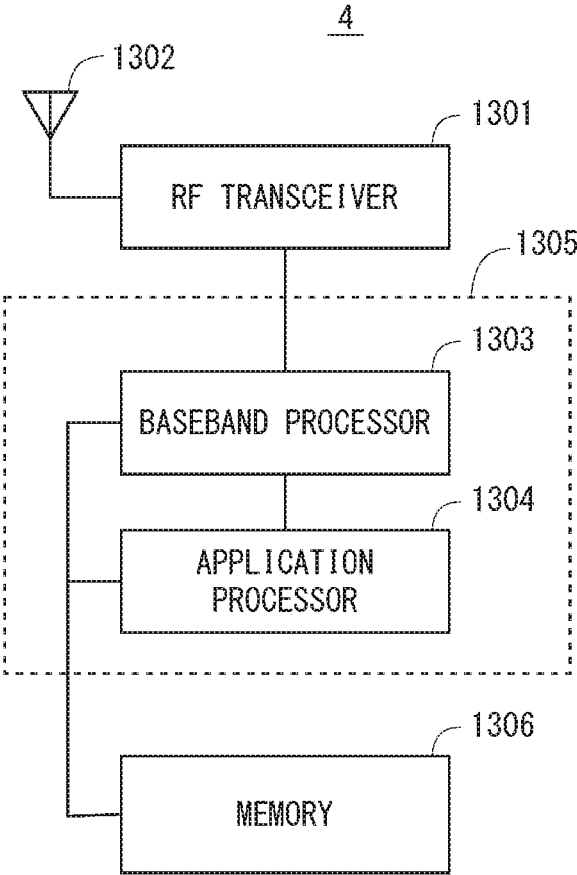 4
1302
1301
RF TRANSCEIVER
1305
1303
BASEBAND PROCESSOR
1304
APPLICATION
PROCESSOR
1306
MEMORY